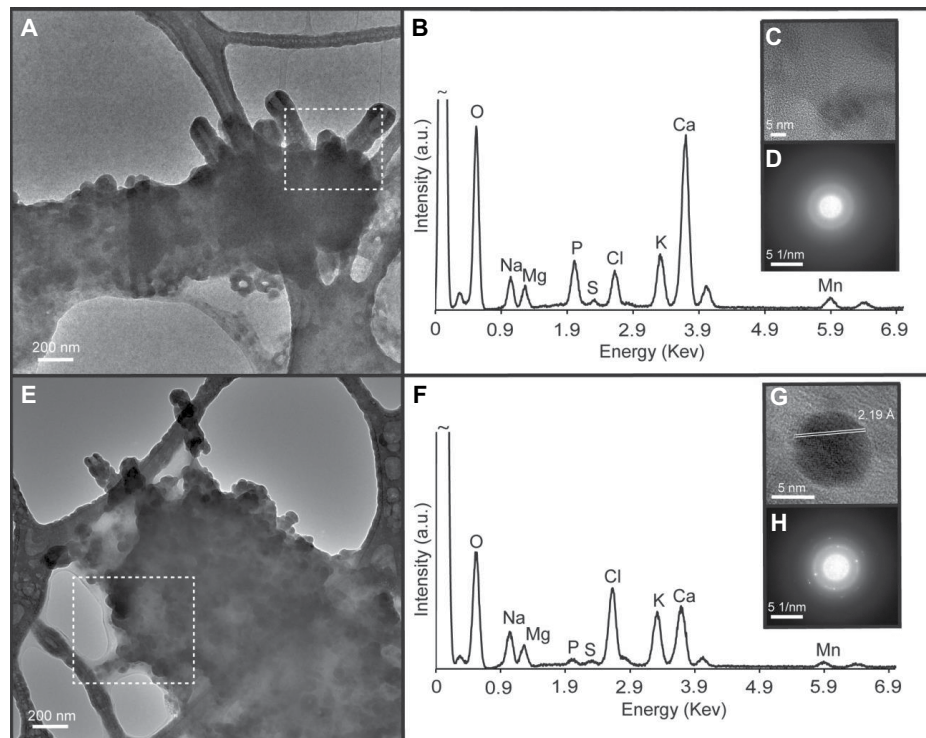 A
200 nm
B
~
O
Na
Mg
P
S
Cl
K
Ca
Mn
Intensity (a.u.)
0 0.9 1.9 2.9 3.9 4.9 5.9 6.9
Energy (Kev)
C
5 nm
D
5 1/nm
E
200 nm
F
~
O
Na
Mg
P
S
Cl
K
Ca
Mn
Intensity (a.u.)
0 0.9 1.9 2.9 3.9 4.9 5.9 6.9
Energy (Kev)
G
2.19 Å
5 nm
H
5 1/nm